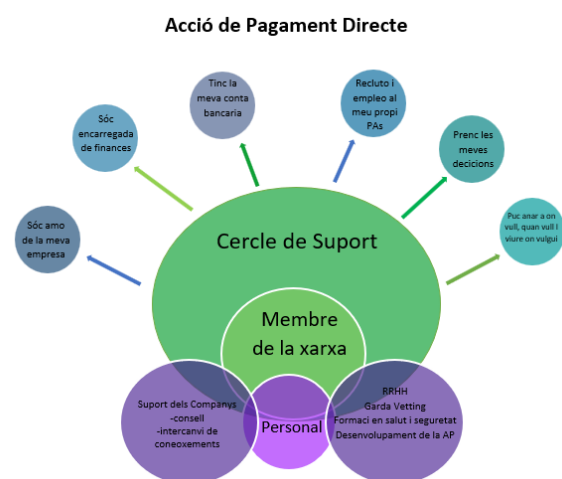 Acció de Pagament Directe
Tinc la
meva conta
bancaria
Recluto i
empleo al
meu propi
PAs
Sóc
encarregada
de finances
Prenc les
meves
decicions
Sóc amo
de la meva
empresa
Puc anar a on
vull, quan vull I
viure on vulgui
Cercle de Suport
Membre
de la xarxa
Suport dels Companys
-consell
-intercanvi de
coneoxements
Personal
RRHH
Garda Vetting
Formaci en salut i seguretat
Desenvolupament de la AP